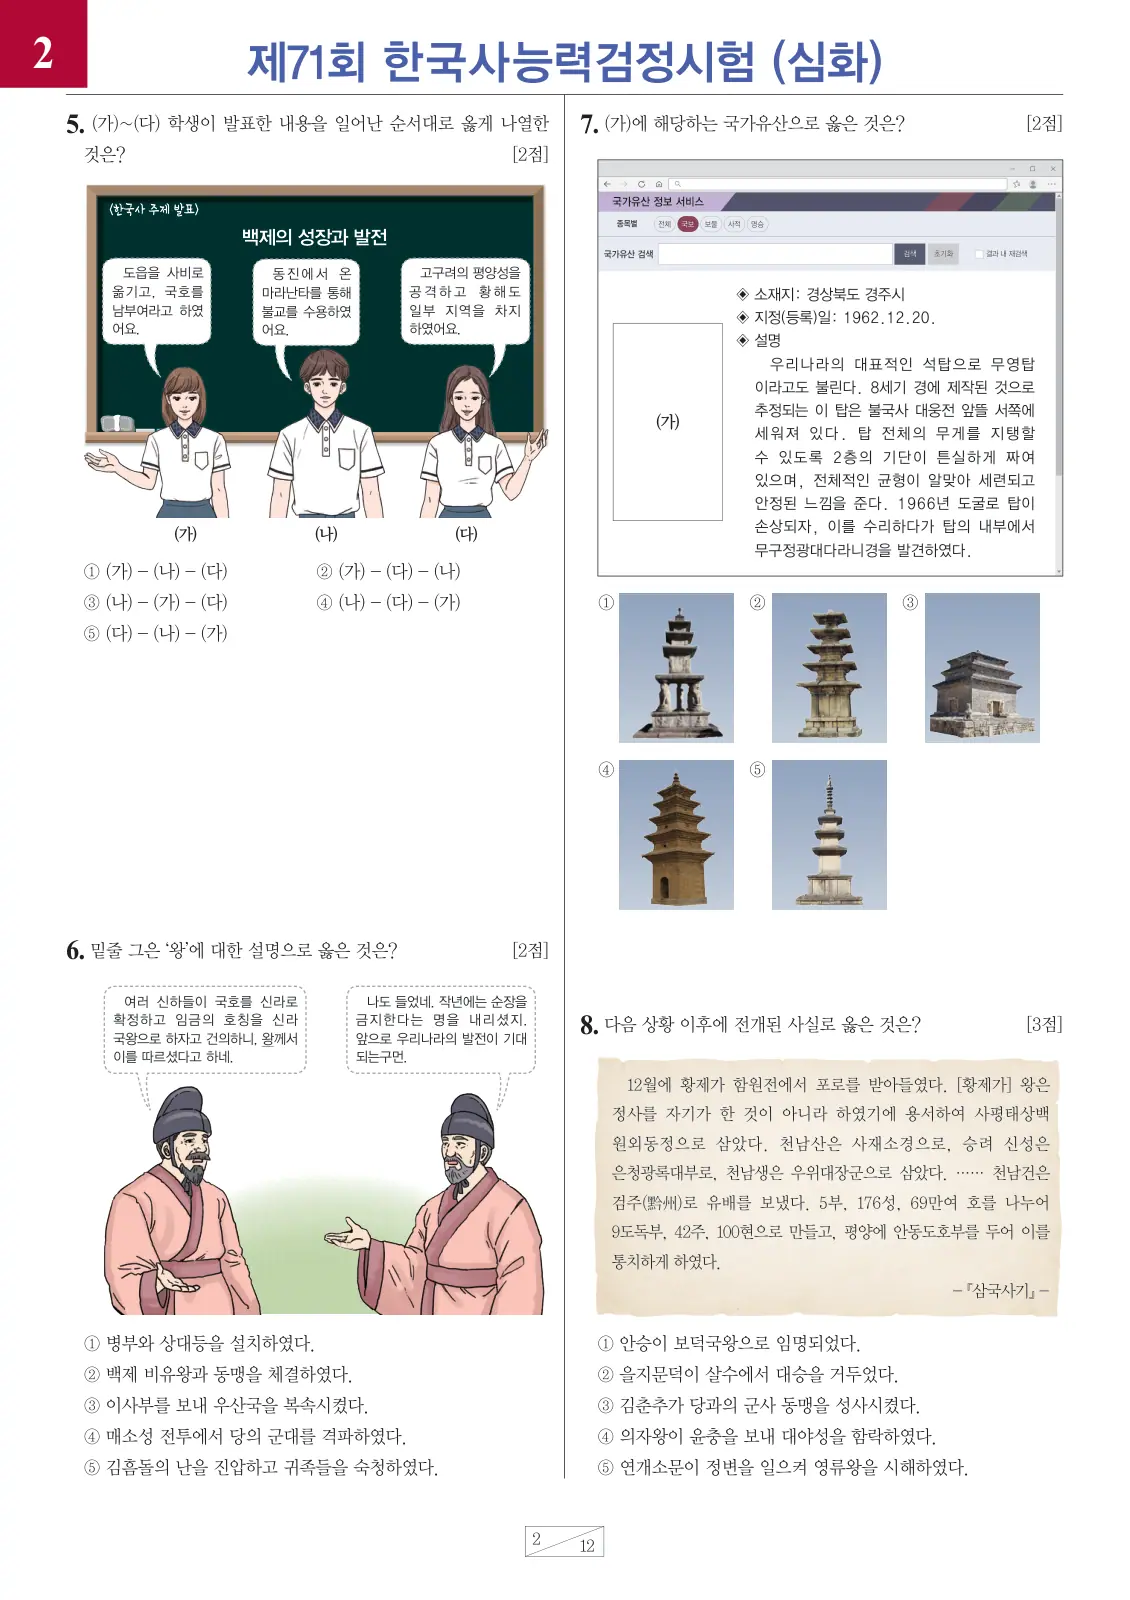 2
제71회 한국사능력검정시험 (심화)
5. (가)~(다) 학생이 발표한 내용을 일어난 순서대로 옳게 나열한
것은? [2점]
<한국사 주제 발표>
백제의 성장과 발전
도읍을 사비로
옮기고, 국호를
남부여라고 하였
어요.
동진에서 온
마라난타를 통해
불교를 수용하였
어요.
고구려의 평양성을
공격하고 황해도
일부 지역을 차지
하였어요.
(가) (나) (다)
① (가) – (나) – (다) ② (가) – (다) – (나)
③ (나) – (가) – (다) ④ (나) – (다) – (가)
⑤ (다) – (나) – (가)
6. 밑줄 그은 ‘왕’에 대한 설명으로 옳은 것은? [2점]
여러 신하들이 국호를 신라로
확정하고 임금의 호칭을 신라
국왕으로 하자고 건의하니, 왕께서
이를 따르셨다고 하네.
나도 들었네. 작년에는 순장을
금지한다는 명을 내리셨지.
앞으로 우리나라의 발전이 기대
되는구먼.
① 병부와 상대등을 설치하였다.
② 백제 비유왕과 동맹을 체결하였다.
③ 이사부를 보내 우산국을 복속시켰다.
④ 매소성 전투에서 당의 군대를 격파하였다.
⑤ 김흠돌의 난을 진압하고 귀족들을 숙청하였다.
7. (가)에 해당하는 국가유산으로 옳은 것은? [2점]
국가유산 정보 서비스
종목별 전체 국보 보물 사적 명승
국가유산 검색 검색 초기화 결과 내 재검색
(가)
◈ 소재지: 경상북도 경주시
◈ 지정(등록)일: 1962.12.20.
◈ 설명
우리나라의 대표적인 석탑으로 무영탑
이라고도 불린다. 8세기 경에 제작된 것으로
추정되는 이 탑은 불국사 대웅전 앞뜰 서쪽에
세워져 있다. 탑 전체의 무게를 지탱할
수 있도록 2층의 기단이 튼실하게 짜여
있으며, 전체적인 균형이 알맞아 세련되고
안정된 느낌을 준다. 1966년 도굴로 탑이
손상되자, 이를 수리하다가 탑의 내부에서
무구정광대다라니경을 발견하였다.
① ② ③
④ ⑤
8. 다음 상황 이후에 전개된 사실로 옳은 것은? [3점]
12월에 황제가 함원전에서 포로를 받아들였다. [황제가] 왕은
정사를 자기가 한 것이 아니라 하였기에 용서하여 사평태상백
원외동정으로 삼았다. 천남산은 사재소경으로, 승려 신성은
은청광록대부로, 천남생은 우위대장군으로 삼았다. …… 천남건은
검주(黔州)로 유배를 보냈다. 5부, 176성, 69만여 호를 나누어
9도독부, 42주, 100현으로 만들고, 평양에 안동도호부를 두어 이를
통치하게 하였다.
–『삼국사기』–
① 안승이 보덕국왕으로 임명되었다.
② 을지문덕이 살수에서 대승을 거두었다.
③ 김춘추가 당과의 군사 동맹을 성사시켰다.
④ 의자왕이 윤충을 보내 대야성을 함락하였다.
⑤ 연개소문이 정변을 일으켜 영류왕을 시해하였다.
2 12